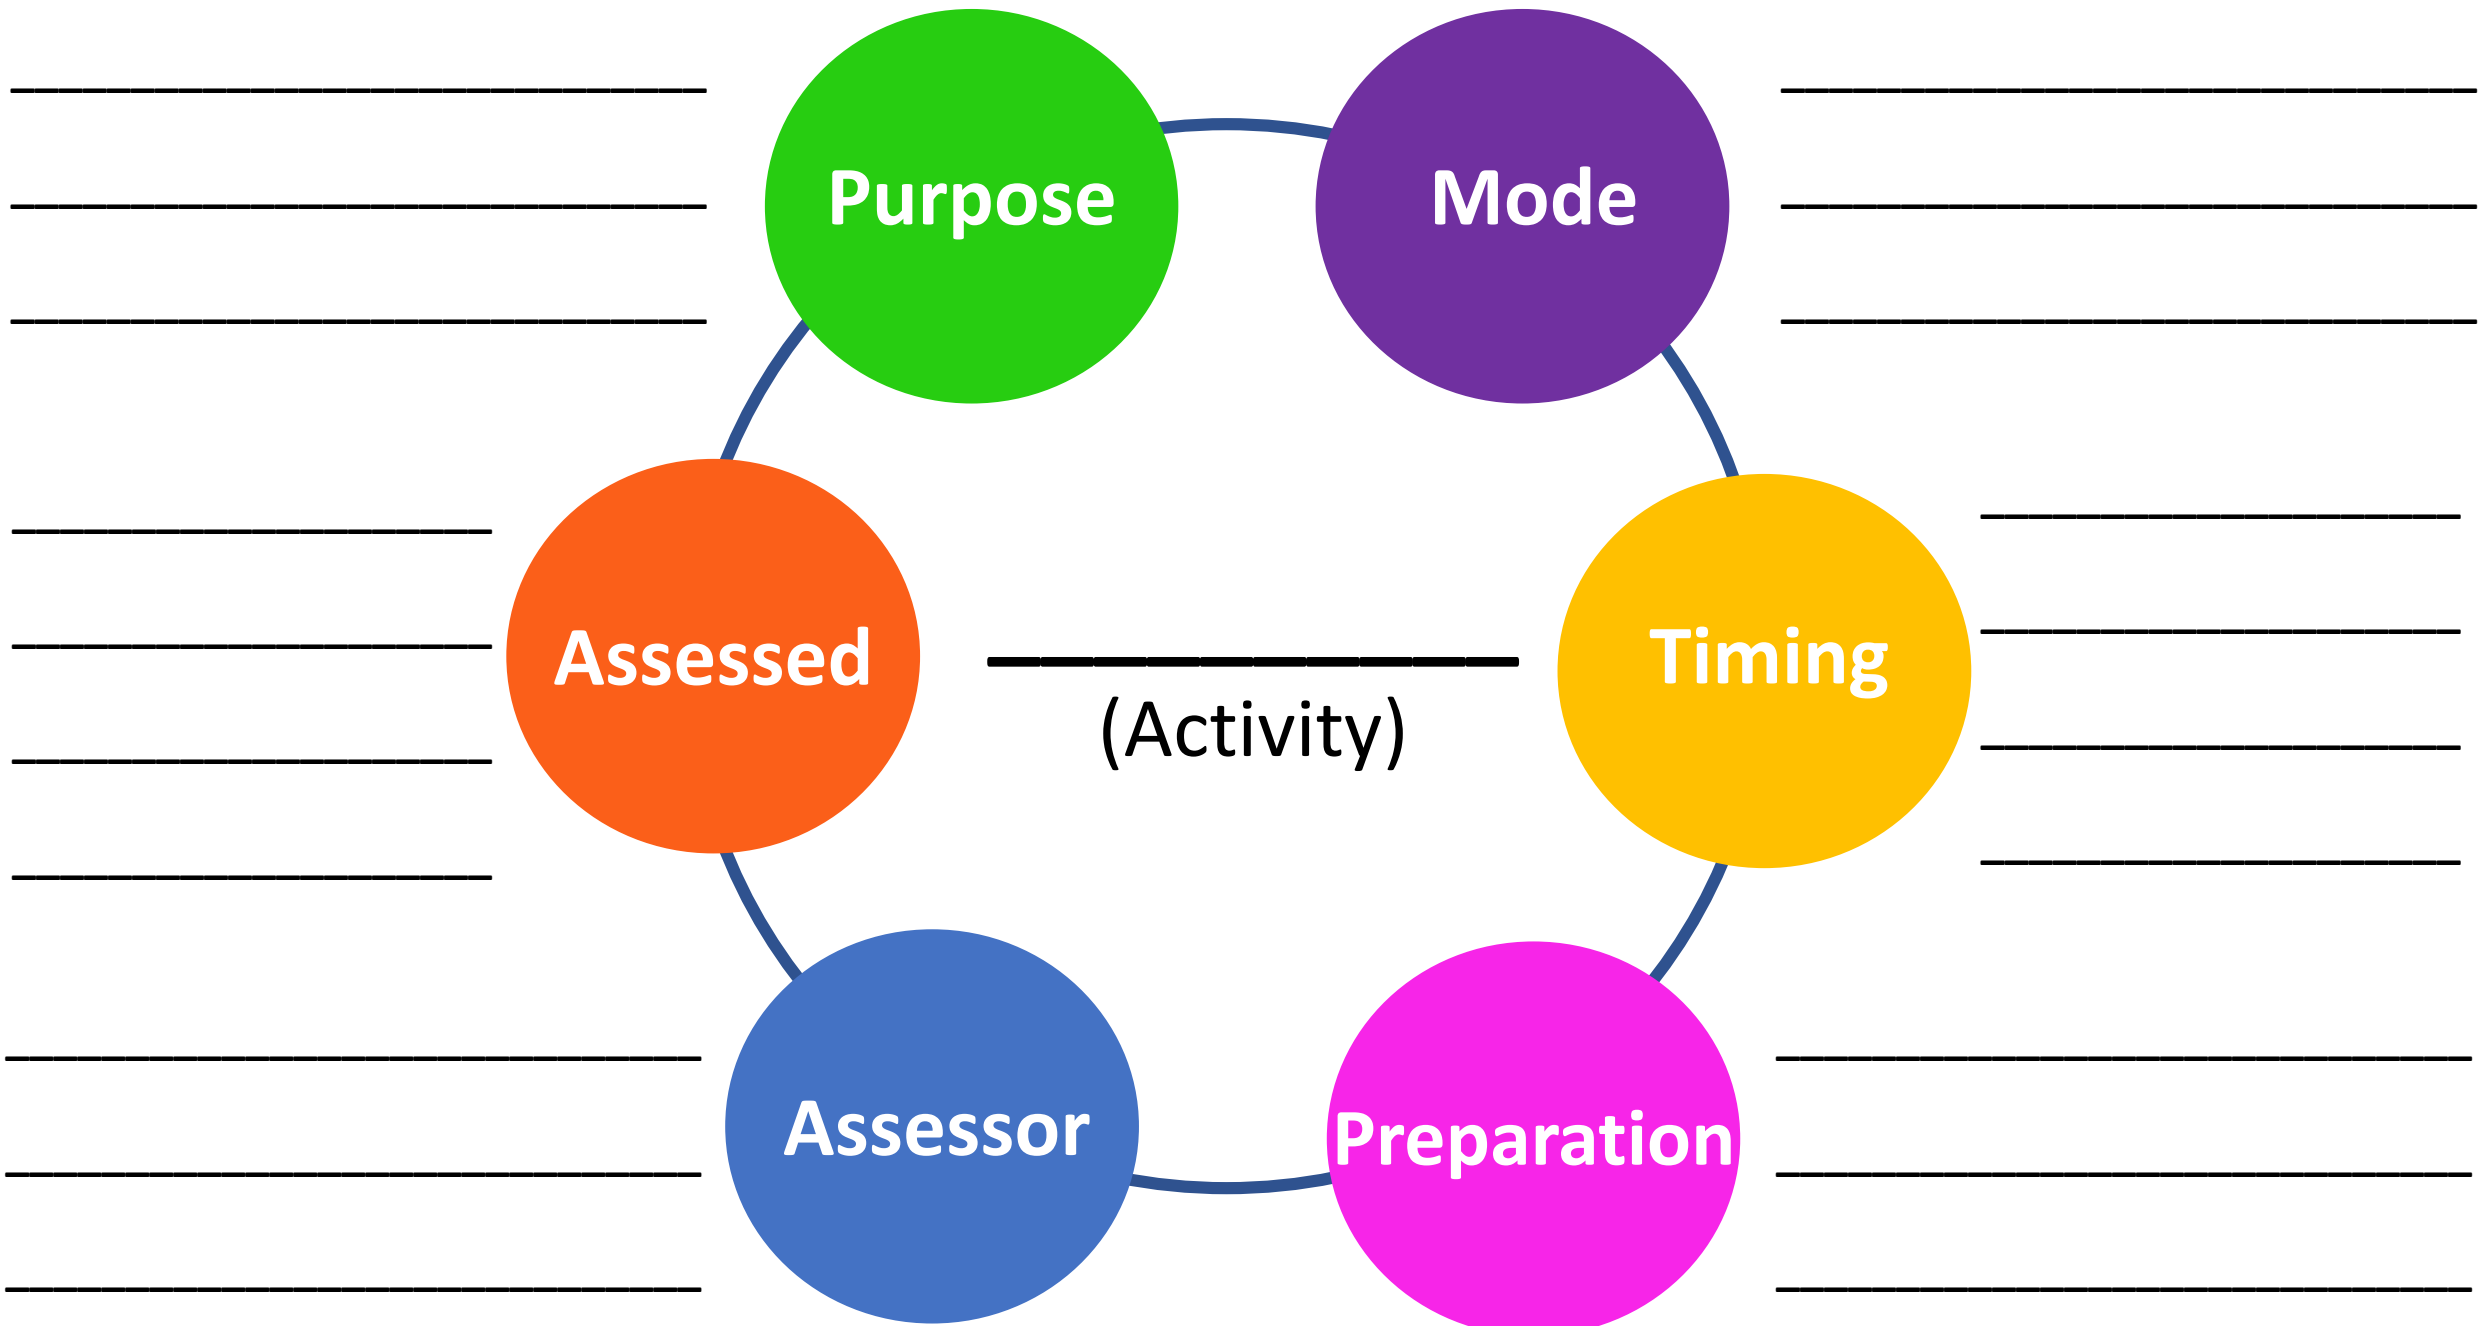 Purpose
Mode
Assessed
Timing
(Activity)
Assessor
Preparation